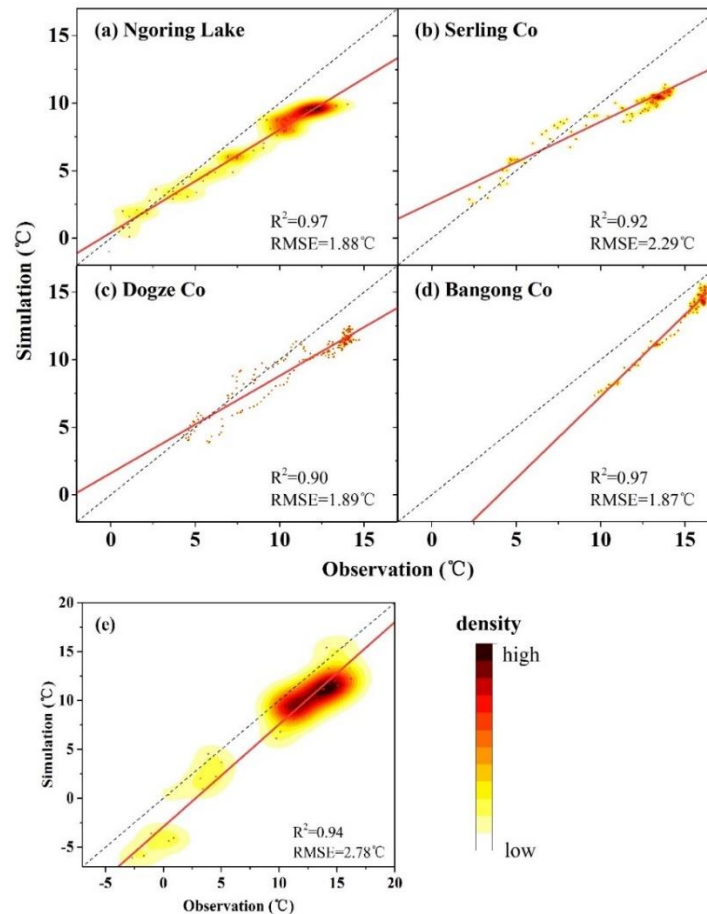 (a) Ngoring Lake
(b) Serling Co
15
10
5
0
R²=0.97
RMSE=1.88℃
R²=0.92
RMSE=2.29℃
Simulation (℃)
(c) Dogze Co
(d) Bangong Co
15
10
5
0
R²=0.90
RMSE=1.89℃
R²=0.97
RMSE=1.87℃
0 5 10 15 0 5 10 15
Observation (℃)
(e)
20
15
10
5
0
-5
Simulation (℃)
R²=0.94
RMSE=2.78℃
-5 0 5 10 15 20
Observation (℃)
density
high
low